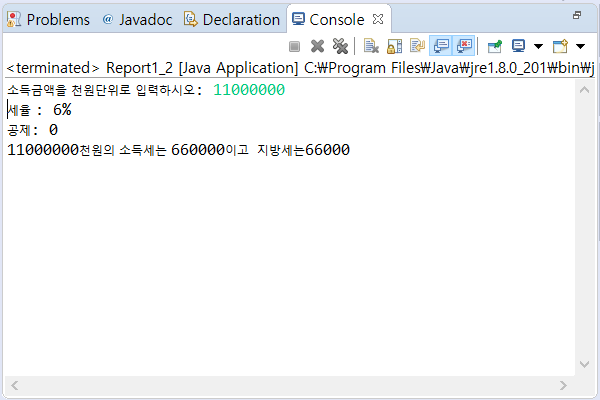 Problems @ Javadoc Declaration Console
<terminated> Report1_2 [Java Application] C:₩Program Files₩Java₩jre1.8.0_201₩bin₩j
소득금액을 천원단위로 입력하시오: 11000000
세율 : 6%
공제: 0
11000000천원의 소득세는 660000이고 지방세는66000